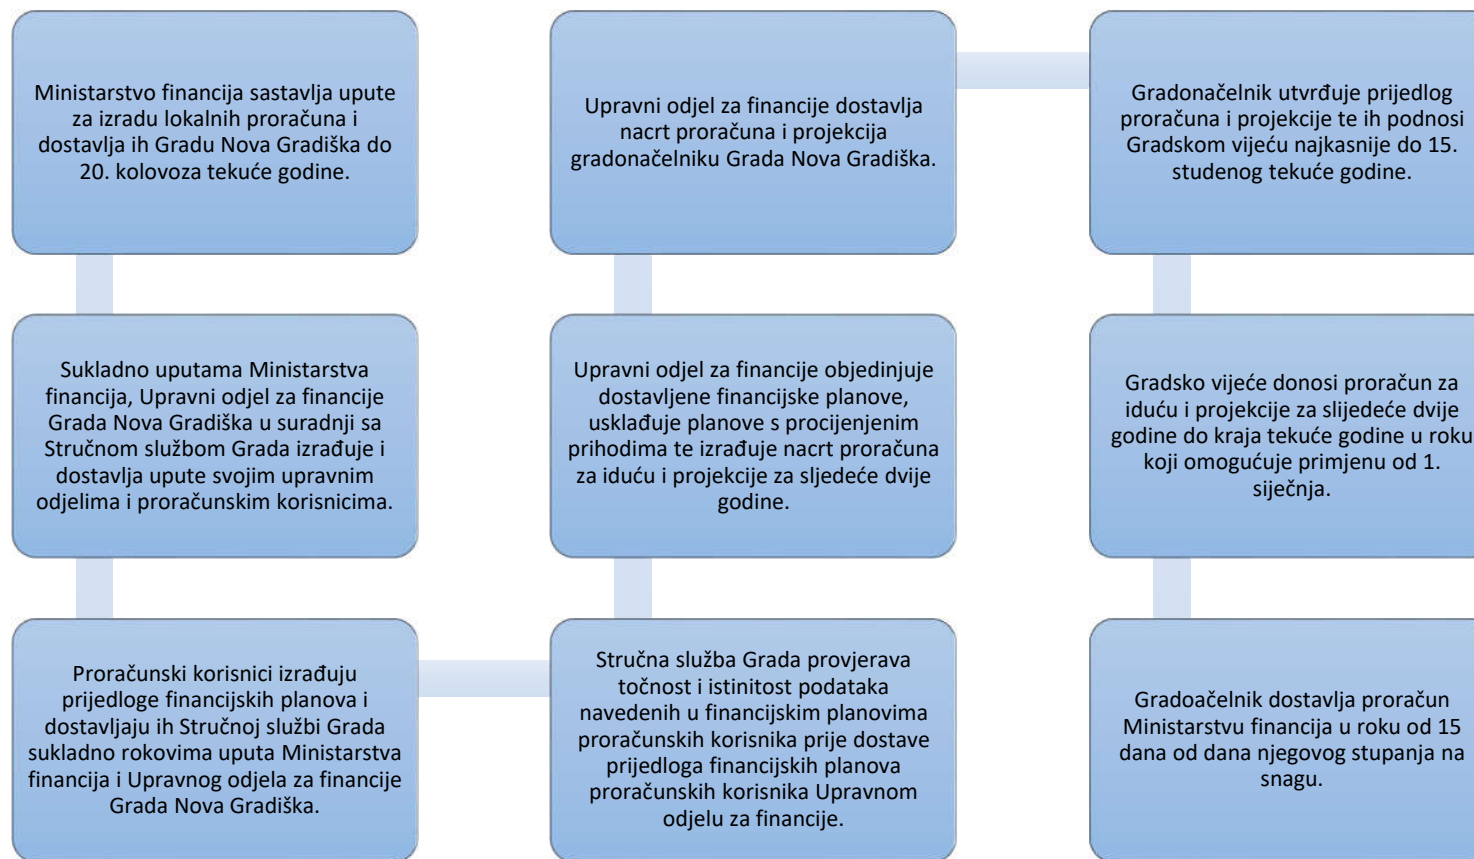 Ministarstvo financija sastavlja upute
za izradu lokalnih proračuna i
dostavlja ih Gradu Nova Gradiška do
20. kolovoza tekuće godine.
Sukladno uputama Ministarstva
financija, Upravni odjel za financije
Grada Nova Gradiška u suradnji sa
Stručnom službom Grada izrađuje i
dostavlja upute svojim upravnim
odjelima i proračunskim korisnicima.
Proračunski korisnici izrađuju
prijedloge financijskih planova i
dostavljaju ih Stručnoj službi Grada
sukladno rokovima uputa Ministarstva
financija i Upravnog odjela za financije
Grada Nova Gradiška.
Stručna služba Grada provjerava
točnost i istinitost podataka
navedenih u financijskim planovima
proračunskih korisnika prije dostave
prijedloga financijskih planova
proračunskih korisnika Upravnom
odjelu za financije.
Upravni odjel za financije objedinjuje
dostavljene financijske planove,
usklađuje planove s procijenjenim
prihodima te izrađuje nacrt proračuna
za iduću i projekcije za sljedeće dvije
godine.
Upravni odjel za financije dostavlja
nacrt proračuna i projekcija
gradonačelniku Grada Nova Gradiška.
Gradonačelnik utvrđuje prijedlog
proračuna i projekcije te ih podnosi
Gradskom vijeću najkasnije do 15.
studenog tekuće godine.
Gradsko vijeće donosi proračun za
iduću i projekcije za slijedeće dvije
godine do kraja tekuće godine u roku
koji omogućuje primjenu od 1.
siječnja.
Gradoačelnik dostavlja proračun
Ministarstvu financija u roku od 15
dana od dana njegovog stupanja na
snagu.